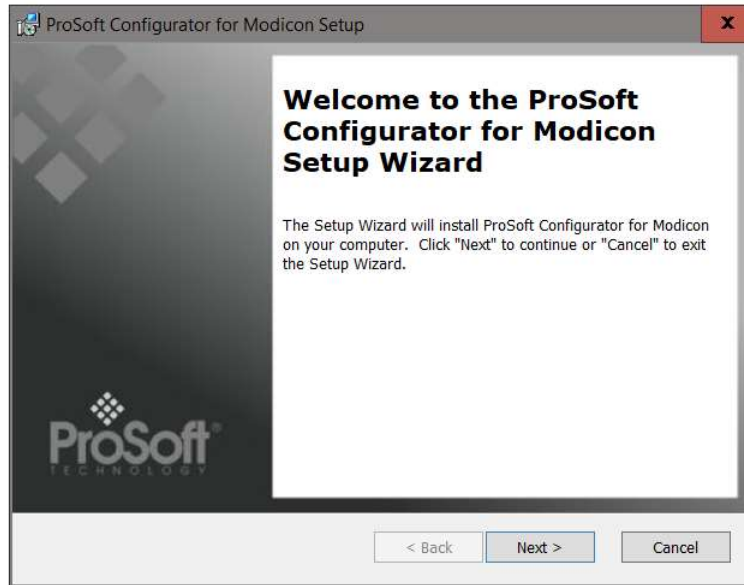 ProSoft Configurator for Modicon Setup
x
Welcome to the ProSoft
Configurator for Modicon
Setup Wizard
The Setup Wizard will install ProSoft Configurator for Modicon
on your computer. Click "Next" to continue or "Cancel" to exit
the Setup Wizard.
ProSoft®
TECHNOLOGY
< Back Next > Cancel